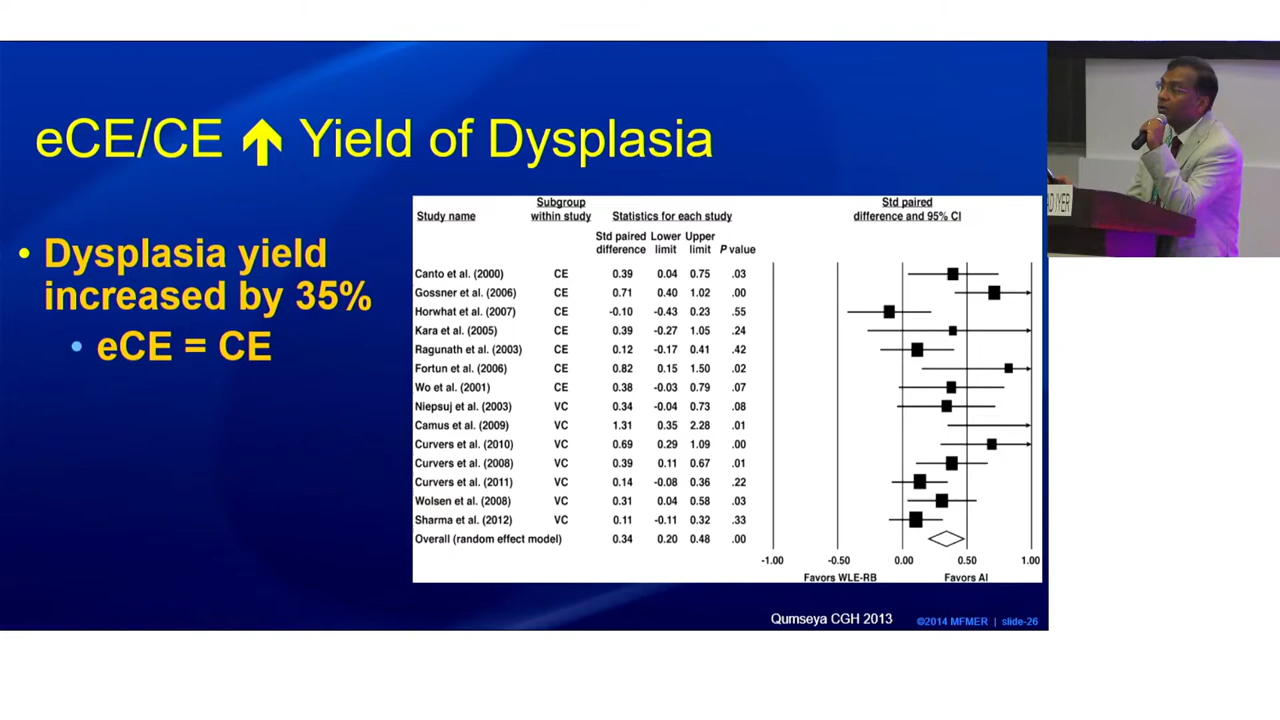 eCE/CE ↑ Yield of Dysplasia
• Dysplasia yield
increased by 35%
• eCE = CE
Study name
Subgroup
within study
Statistics for each study
Std paired
difference and 95% CI
Std paired difference Lower limit Upper limit P value
Canto et al. (2000) CE 0.39 0.04 0.75 .03
Gossner et al. (2006) CE 0.71 0.40 1.02 .00
Horwhat et al. (2007) CE -0.10 -0.43 0.23 .55
Kara et al. (2005) CE 0.39 -0.27 1.05 .24
Ragunath et al. (2003) CE 0.12 -0.17 0.41 .42
Fortun et al. (2006) CE 0.82 0.15 1.50 .02
Wo et al. (2001) CE 0.38 -0.03 0.79 .07
Niepsuj et al. (2003) VC 0.34 -0.04 0.73 .08
Camus et al. (2009) VC 1.31 0.35 2.28 .01
Curvers et al. (2010) VC 0.69 0.29 1.09 .00
Curvers et al. (2008) VC 0.39 0.11 0.67 .01
Curvers et al. (2011) VC 0.14 -0.08 0.36 .22
Wolsen et al. (2008) VC 0.31 0.04 0.58 .03
Sharma et al. (2012) VC 0.11 -0.11 0.32 .33
Overall (random effect model) 0.34 0.20 0.48 .00
-1.00 -0.50 0.00 0.50 1.00
Favors WLE-RB Favors AI
Qumseya CGH 2013
©2014 MFMER | slide-26